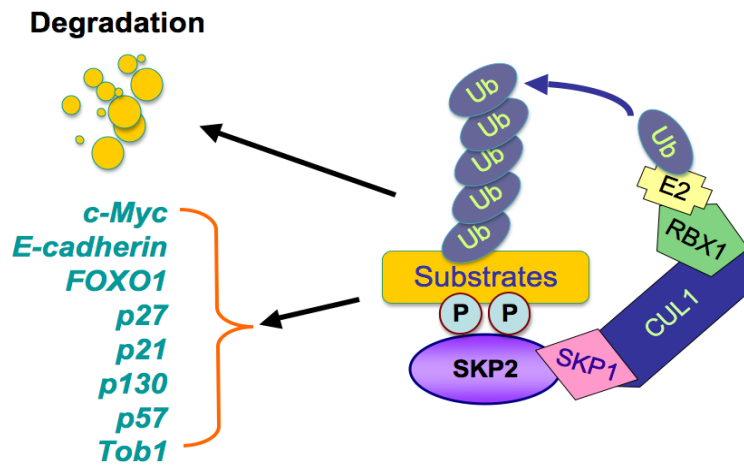 Degradation
Ub
Ub
Ub
Ub
Ub
Ub
E2
RBX1
CUL1
SKP1
Substrates
P P
SKP2
c-Myc
E-cadherin
FOXO1
p27
p21
p130
p57
Tob1